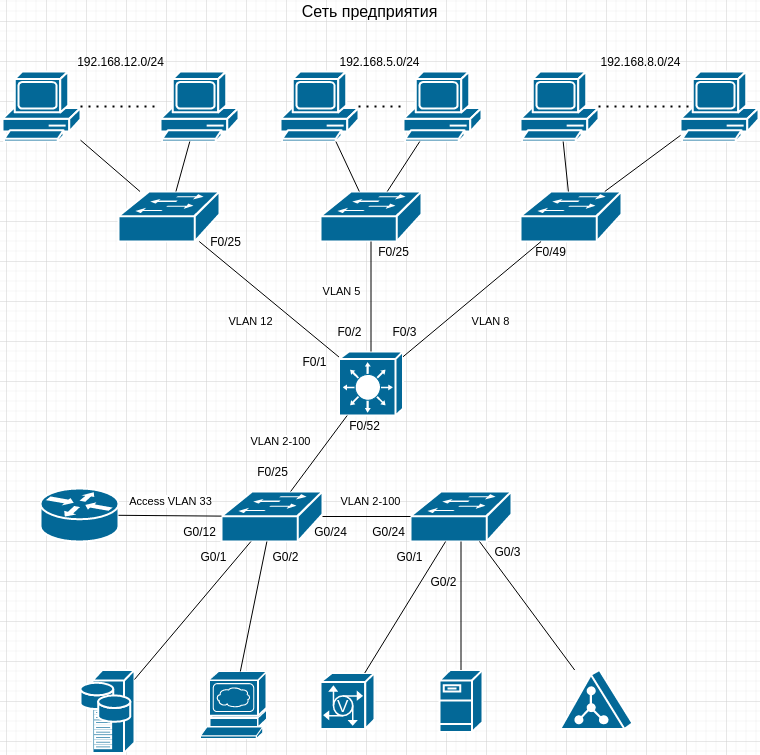 Сеть предприятия
192.168.12.0/24
192.168.5.0/24
192.168.8.0/24
F0/25
F0/25
F0/49
VLAN 5
VLAN 12
VLAN 8
F0/2
F0/3
F0/1
F0/52
VLAN 2-100
F0/25
Access VLAN 33
VLAN 2-100
G0/12
G0/24
G0/24
G0/1
G0/2
G0/1
G0/3
G0/2
V